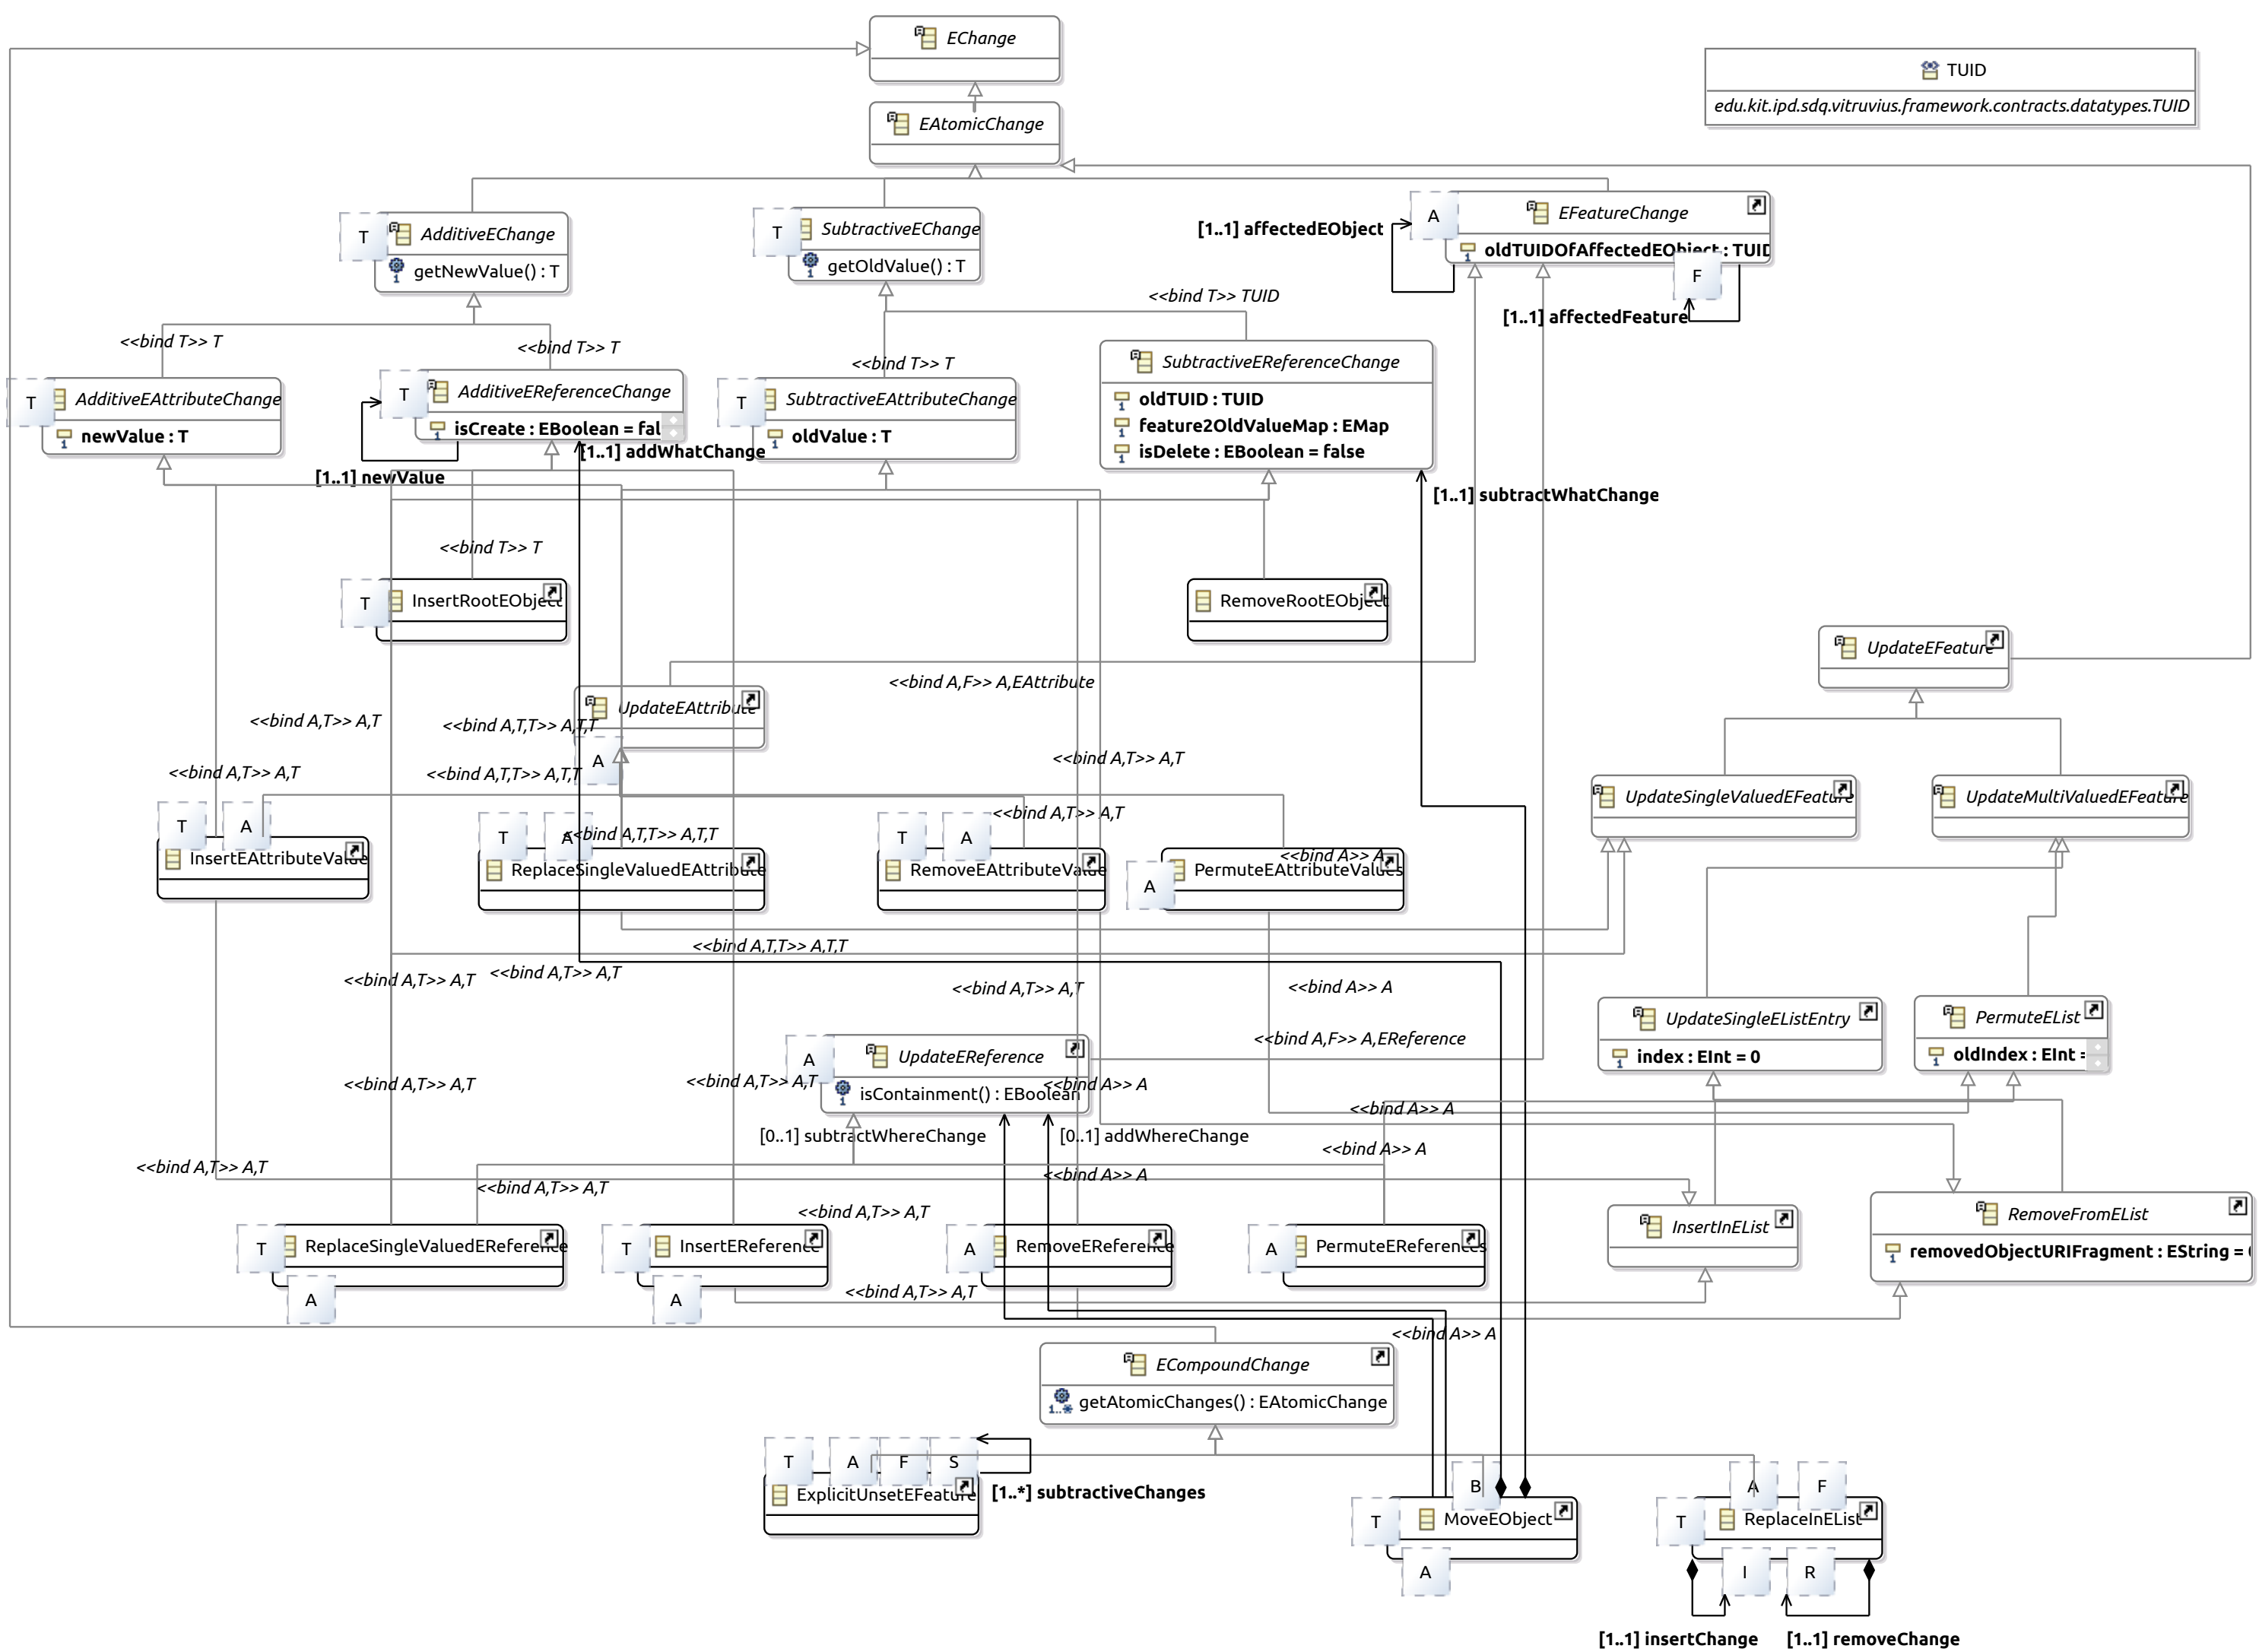 EChange
TUID
edu.kit.ipd.sdq.vitruvius.framework.contracts.datatypes.TUID
EAtomicChange
T
AdditiveEChange
getNewValue() : T
T
SubtractiveEChange
getOldValue() : T
[1..1] affectedEObject
A
EFeatureChange
oldTUIDOfAffectedEObject : TUID
F
[1..1] affectedFeature
<<bind T>> TUID
<<bind T>> T
<<bind T>> T
<<bind T>> T
T
AdditiveEAttributeChange
newValue : T
T
AdditiveEReferenceChange
isCreate : EBoolean = fal
[1..1] addWhatChange
[1..1] newValue
T
SubtractiveEAttributeChange
oldValue : T
SubtractiveEReferenceChange
oldTUID : TUID
feature2OldValueMap : EMap
isDelete : EBoolean = false
[1..1] subtractWhatChange
<<bind T>> T
T
InsertRootEObject
RemoveRootEObject
UpdateEFeature
<<bind A,F>> A,EAttribute
UpdateEAttribute
A
<<bind A,T>> A,T
<<bind A,T,T>> A,T,T
<<bind A,T>> A,T
<<bind A,T>> A,T
<<bind A,T,T>> A,T,T
UpdateSingleValuedEFeature
UpdateMultiValuedEFeature
<<bind A,T>> A,T
<<bind A,T,T>> A,T,T
<<bind A>> A
T
A
InsertEAttributeValue
T
A
ReplaceSingleValuedEAttribute
T
A
RemoveEAttributeValue
A
PermuteEAttributeValues
<<bind A,T,T>> A,T,T
<<bind A,T>> A,T
<<bind A,T>> A,T
<<bind A,T>> A,T
<<bind A>> A
UpdateSingleEListEntry
index : EInt = 0
PermuteEList
oldIndex : EInt =
A
UpdateEReference
isContainment() : EBoolean
<<bind A,F>> A,EReference
<<bind A,T>> A,T
<<bind A,T>> A,T
<<bind A>> A
<<bind A>> A
[0..1] subtractWhereChange
[0..1] addWhereChange
<<bind A>> A
<<bind A,T>> A,T
<<bind A>> A
<<bind A,T>> A,T
<<bind A,T>> A,T
T
ReplaceSingleValuedEReference
A
T
InsertEReference
A
A
RemoveEReference
A
PermuteEReferences
InsertInEList
RemoveFromEList
removedObjectURIFragment : EString =
<<bind A,T>> A,T
<<bind A>> A
ECompoundChange
getAtomicChanges() : EAtomicChange
T
A
F
S
ExplicitUnsetEFeature
[1..*] subtractiveChanges
B
T
MoveEObject
A
A
F
T
ReplaceInEList
I
R
[1..1] insertChange
[1..1] removeChange